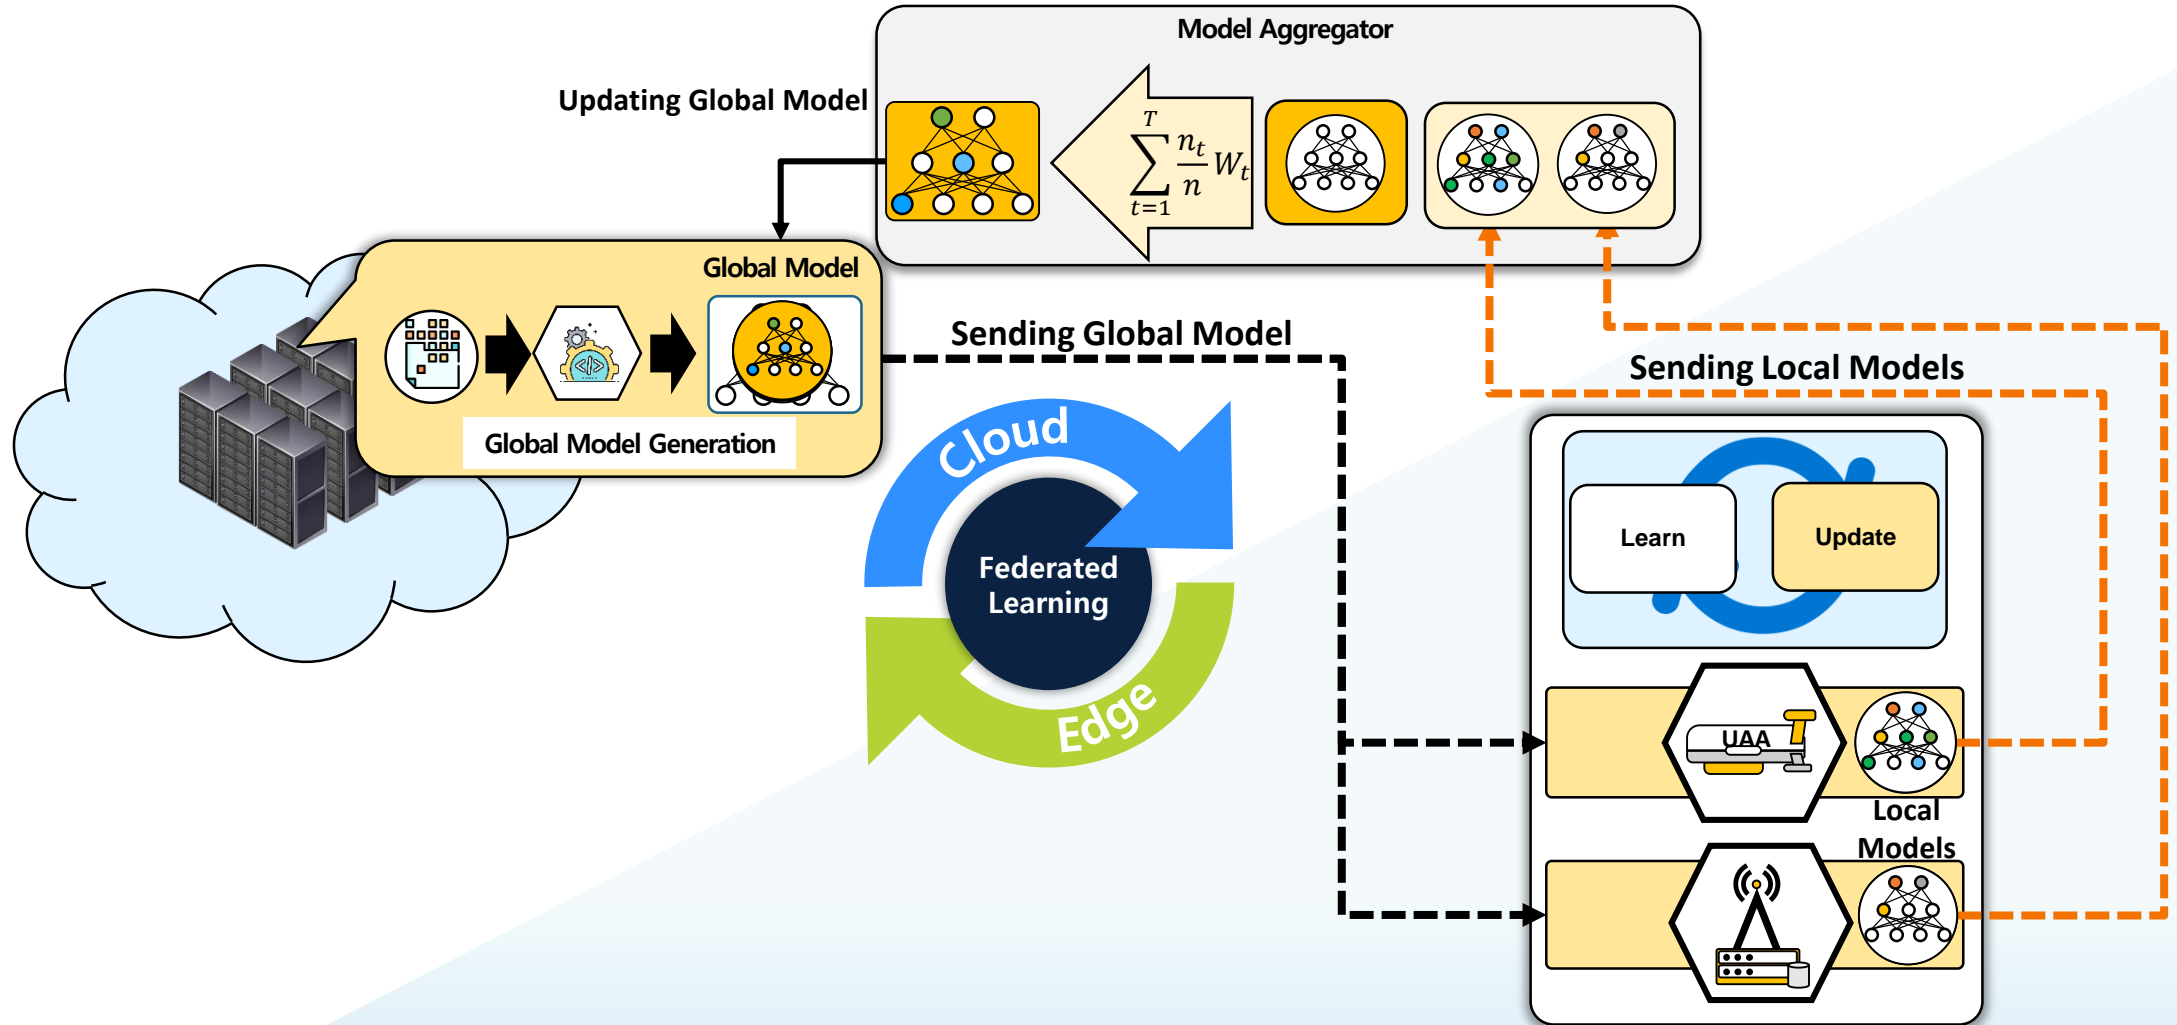 Model Aggregator
Updating Global Model
T
∑ n_t/n W_t
t=1
Global Model
Sending Global Model
</>
Global Model Generation
Sending Local Models
Cloud
Federated
Learning
Edge
Learn
Update
UAA
Local
Models